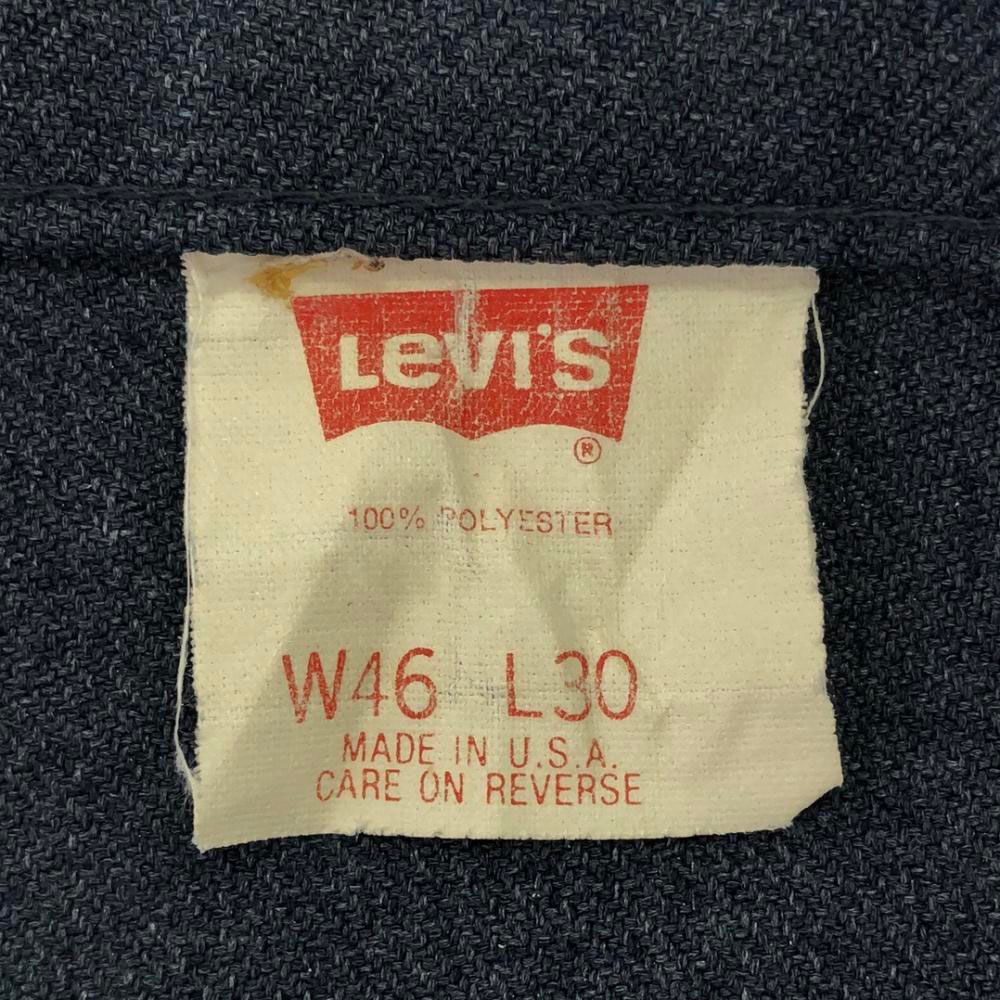 Levi's
®
100% POLYESTER
W46 L30
MADE IN U.S.A.
CARE ON REVERSE